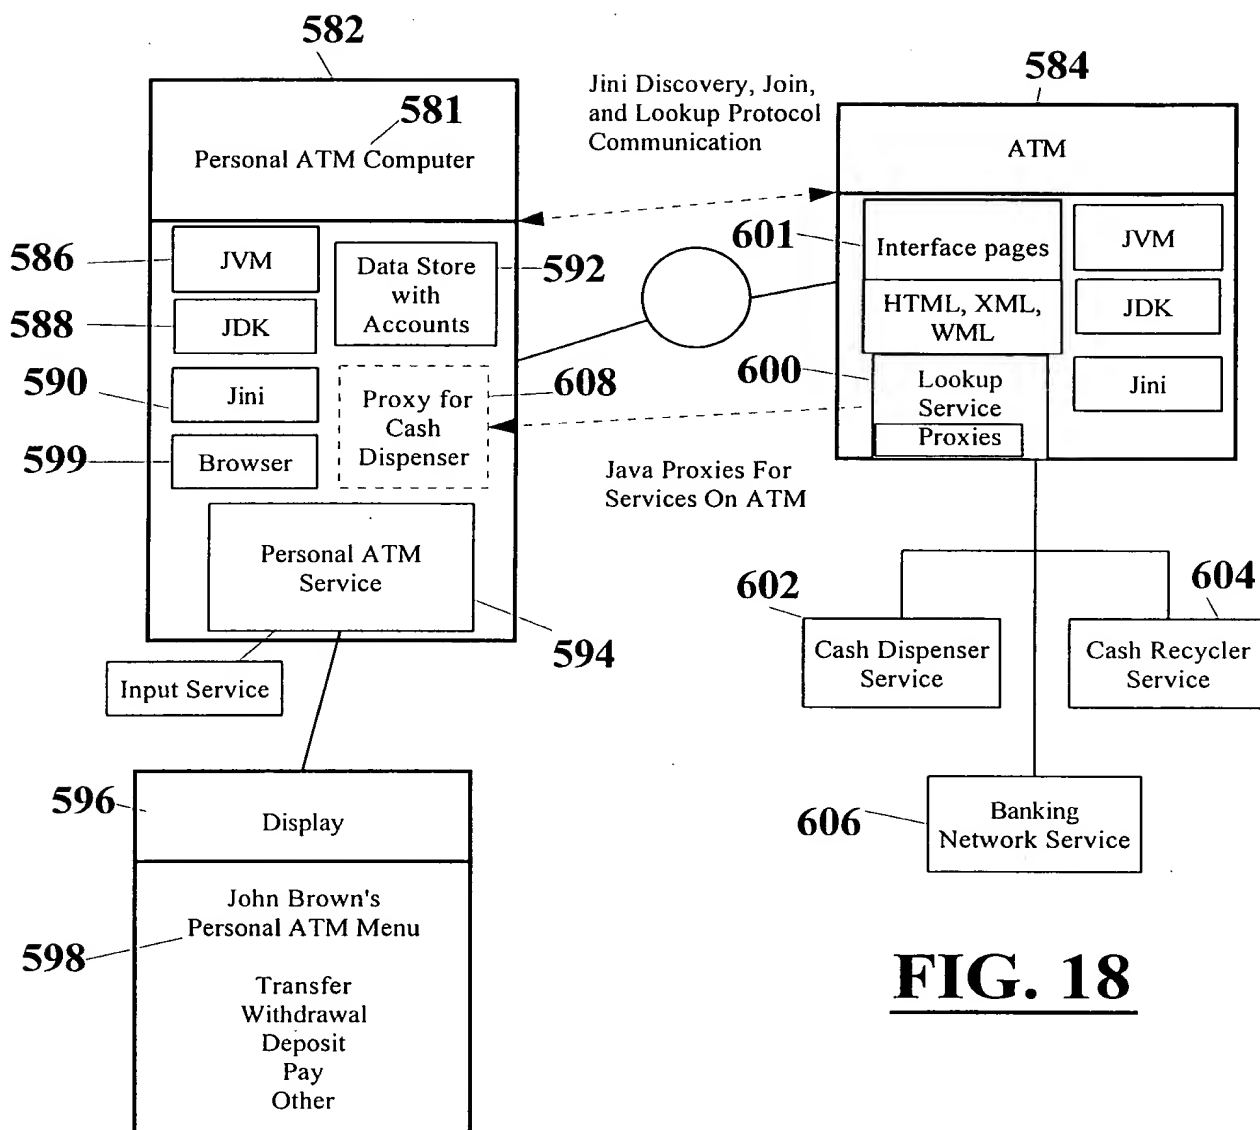 582
581
Personal ATM Computer
Jini Discovery, Join,
and Lookup Protocol
Communication
584
ATM
586
JVM
588
JDK
590
Jini
599
Browser
Data Store
with
Accounts
592
Proxy for
Cash
Dispenser
608
Personal ATM
Service
594
Input Service
601
Interface pages
HTML, XML,
WML
600
Lookup
Service
Proxies
JVM
JDK
Jini
Java Proxies For
Services On ATM
602
Cash Dispenser
Service
604
Cash Recycler
Service
606
Banking
Network Service
596
Display
598
John Brown's
Personal ATM Menu
Transfer
Withdrawal
Deposit
Pay
Other
FIG. 18